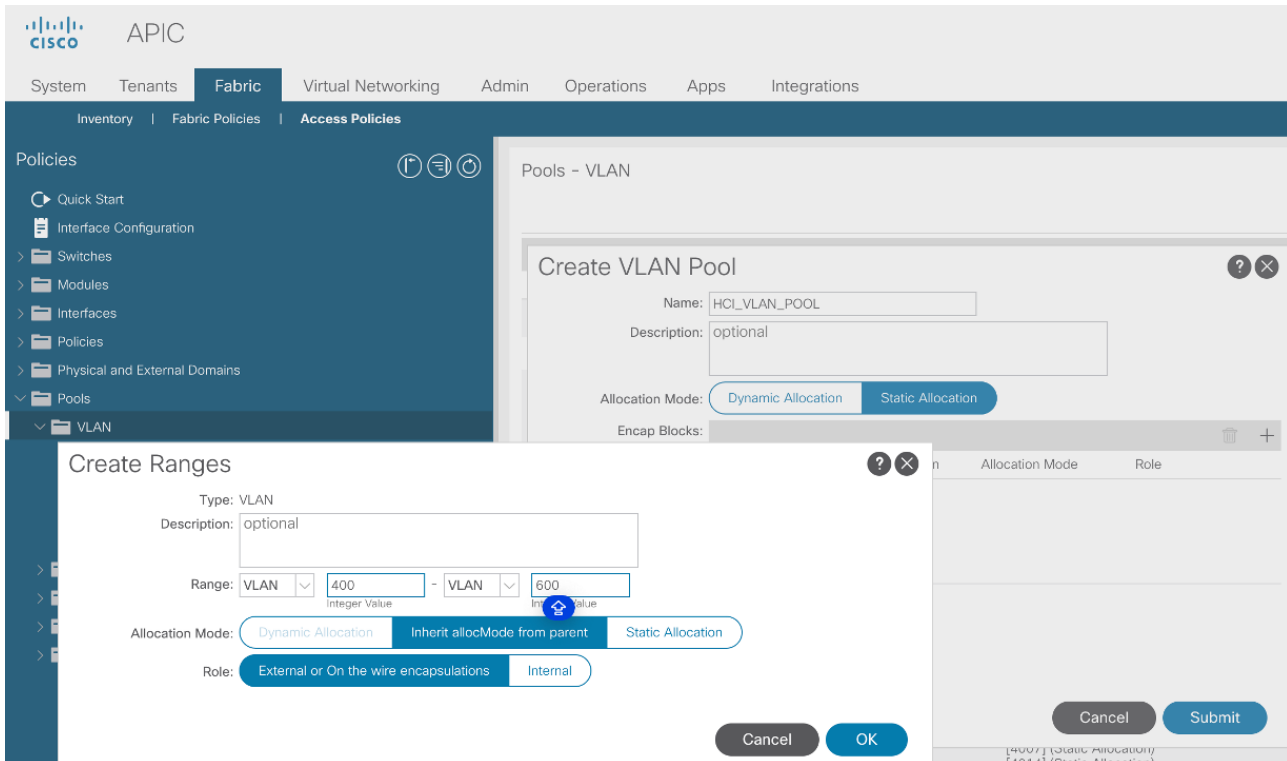 CISCO APIC
System Tenants Fabric Virtual Networking Admin Operations Apps Integrations
Inventory | Fabric Policies | Access Policies
Policies
Quick Start
Interface Configuration
Switches
Modules
Interfaces
Policies
Physical and External Domains
Pools
VLAN
Pools - VLAN
Create VLAN Pool
Name: HCI_VLAN_POOL
Description: optional
Allocation Mode: Dynamic Allocation Static Allocation
Encap Blocks:
Allocation Mode Role
Cancel Submit
[4007] (Static Allocation)
Create Ranges
Type: VLAN
Description: optional
Range: VLAN 400 - VLAN 600
Integer Value
Allocation Mode: Dynamic Allocation Inherit allocMode from parent Static Allocation
Role: External or On the wire encapsulations Internal
Cancel OK